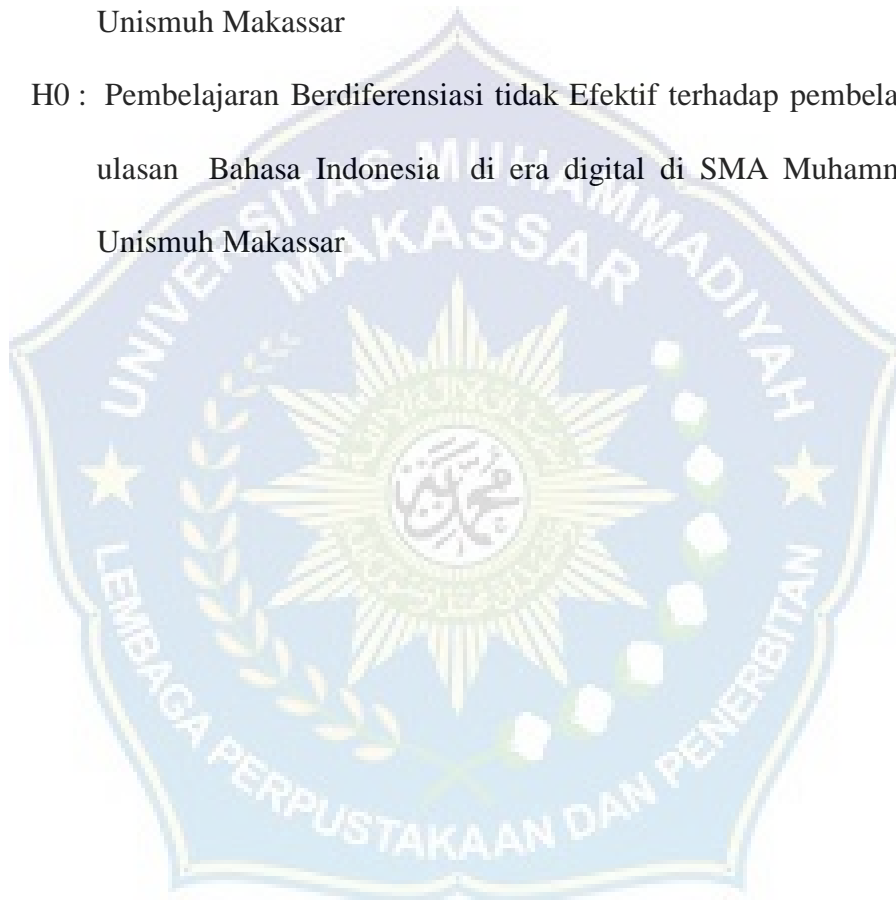 Unismuh Makassar
H0 : Pembelajaran Berdiferensiasi tidak Efektif terhadap pembela
ulasan Bahasa Indonesia di era digital di SMA Muhamm
Unismuh Makassar
UNIVERSITAS MUHAMMADIYAH
MAKASSAR
LEMBAGA PERPUSTAKAAN DAN PENERBITAN